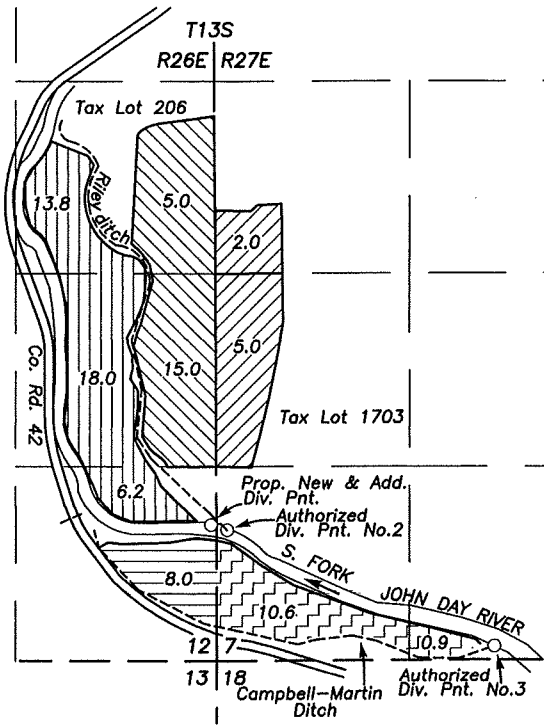 T13S
R26E R27E
Tax Lot 206
Riley ditch
13.8
5.0
2.0
18.0
15.0
5.0
Co. Rd. 42
Tax Lot 1703
6.2
Prop. New & Add.
Div. Pnt.
Authorized
Div. Pnt. No.2
S. FORK
JOHN DAY RIVER
8.0
10.6
0.9
12 7
13 18
Campbell-Martin
Ditch
Authorized
Div. Pnt. No.3